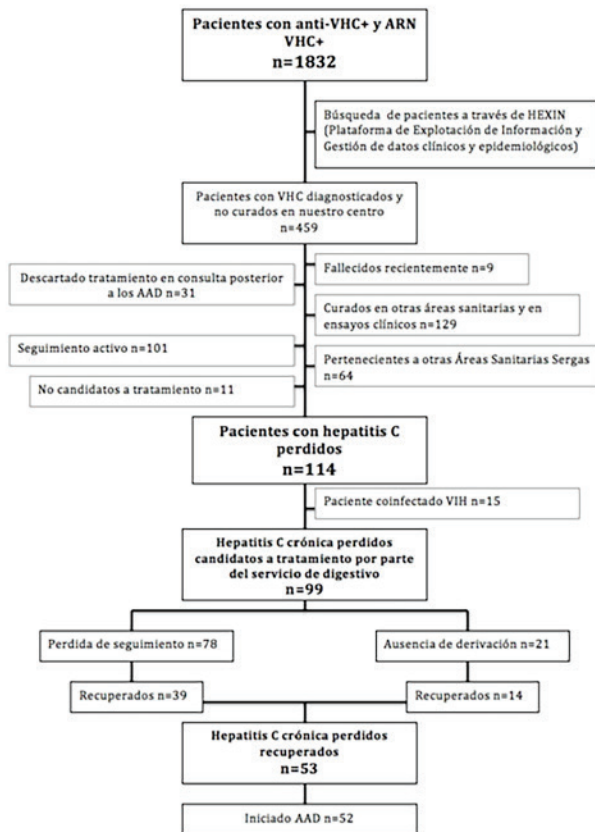 Pacientes con anti-VHC+ y ARN
VHC+
n=1832
Búsqueda de pacientes a través de HEXIN
(Plataforma de Explotación de Información y
Gestión de datos clínicos y epidemiológicos)
Pacientes con VHC diagnosticados y
no curados en nuestro centro
n=459
Fallecidos recientemente n=9
Descartado tratamiento en consulta posterior
a los AAD n=31
Curados en otras áreas sanitarias y en
ensayos clínicos n=129
Seguimiento activo n=101
Pertenecientes a otras Áreas Sanitarias Sergas
n=64
No candidatos a tratamiento n=11
Pacientes con hepatitis C
perdidos
n=114
Paciente coinfectado VIH n=15
Hepatitis C crónica perdidos
candidatos a tratamiento por parte
del servicio de digestivo
n=99
Perdida de seguimiento n=78
Ausencia de derivación n=21
Recuperados n=39
Recuperados n=14
Hepatitis C crónica perdidos
recuperados
n=53
Iniciado AAD n=52